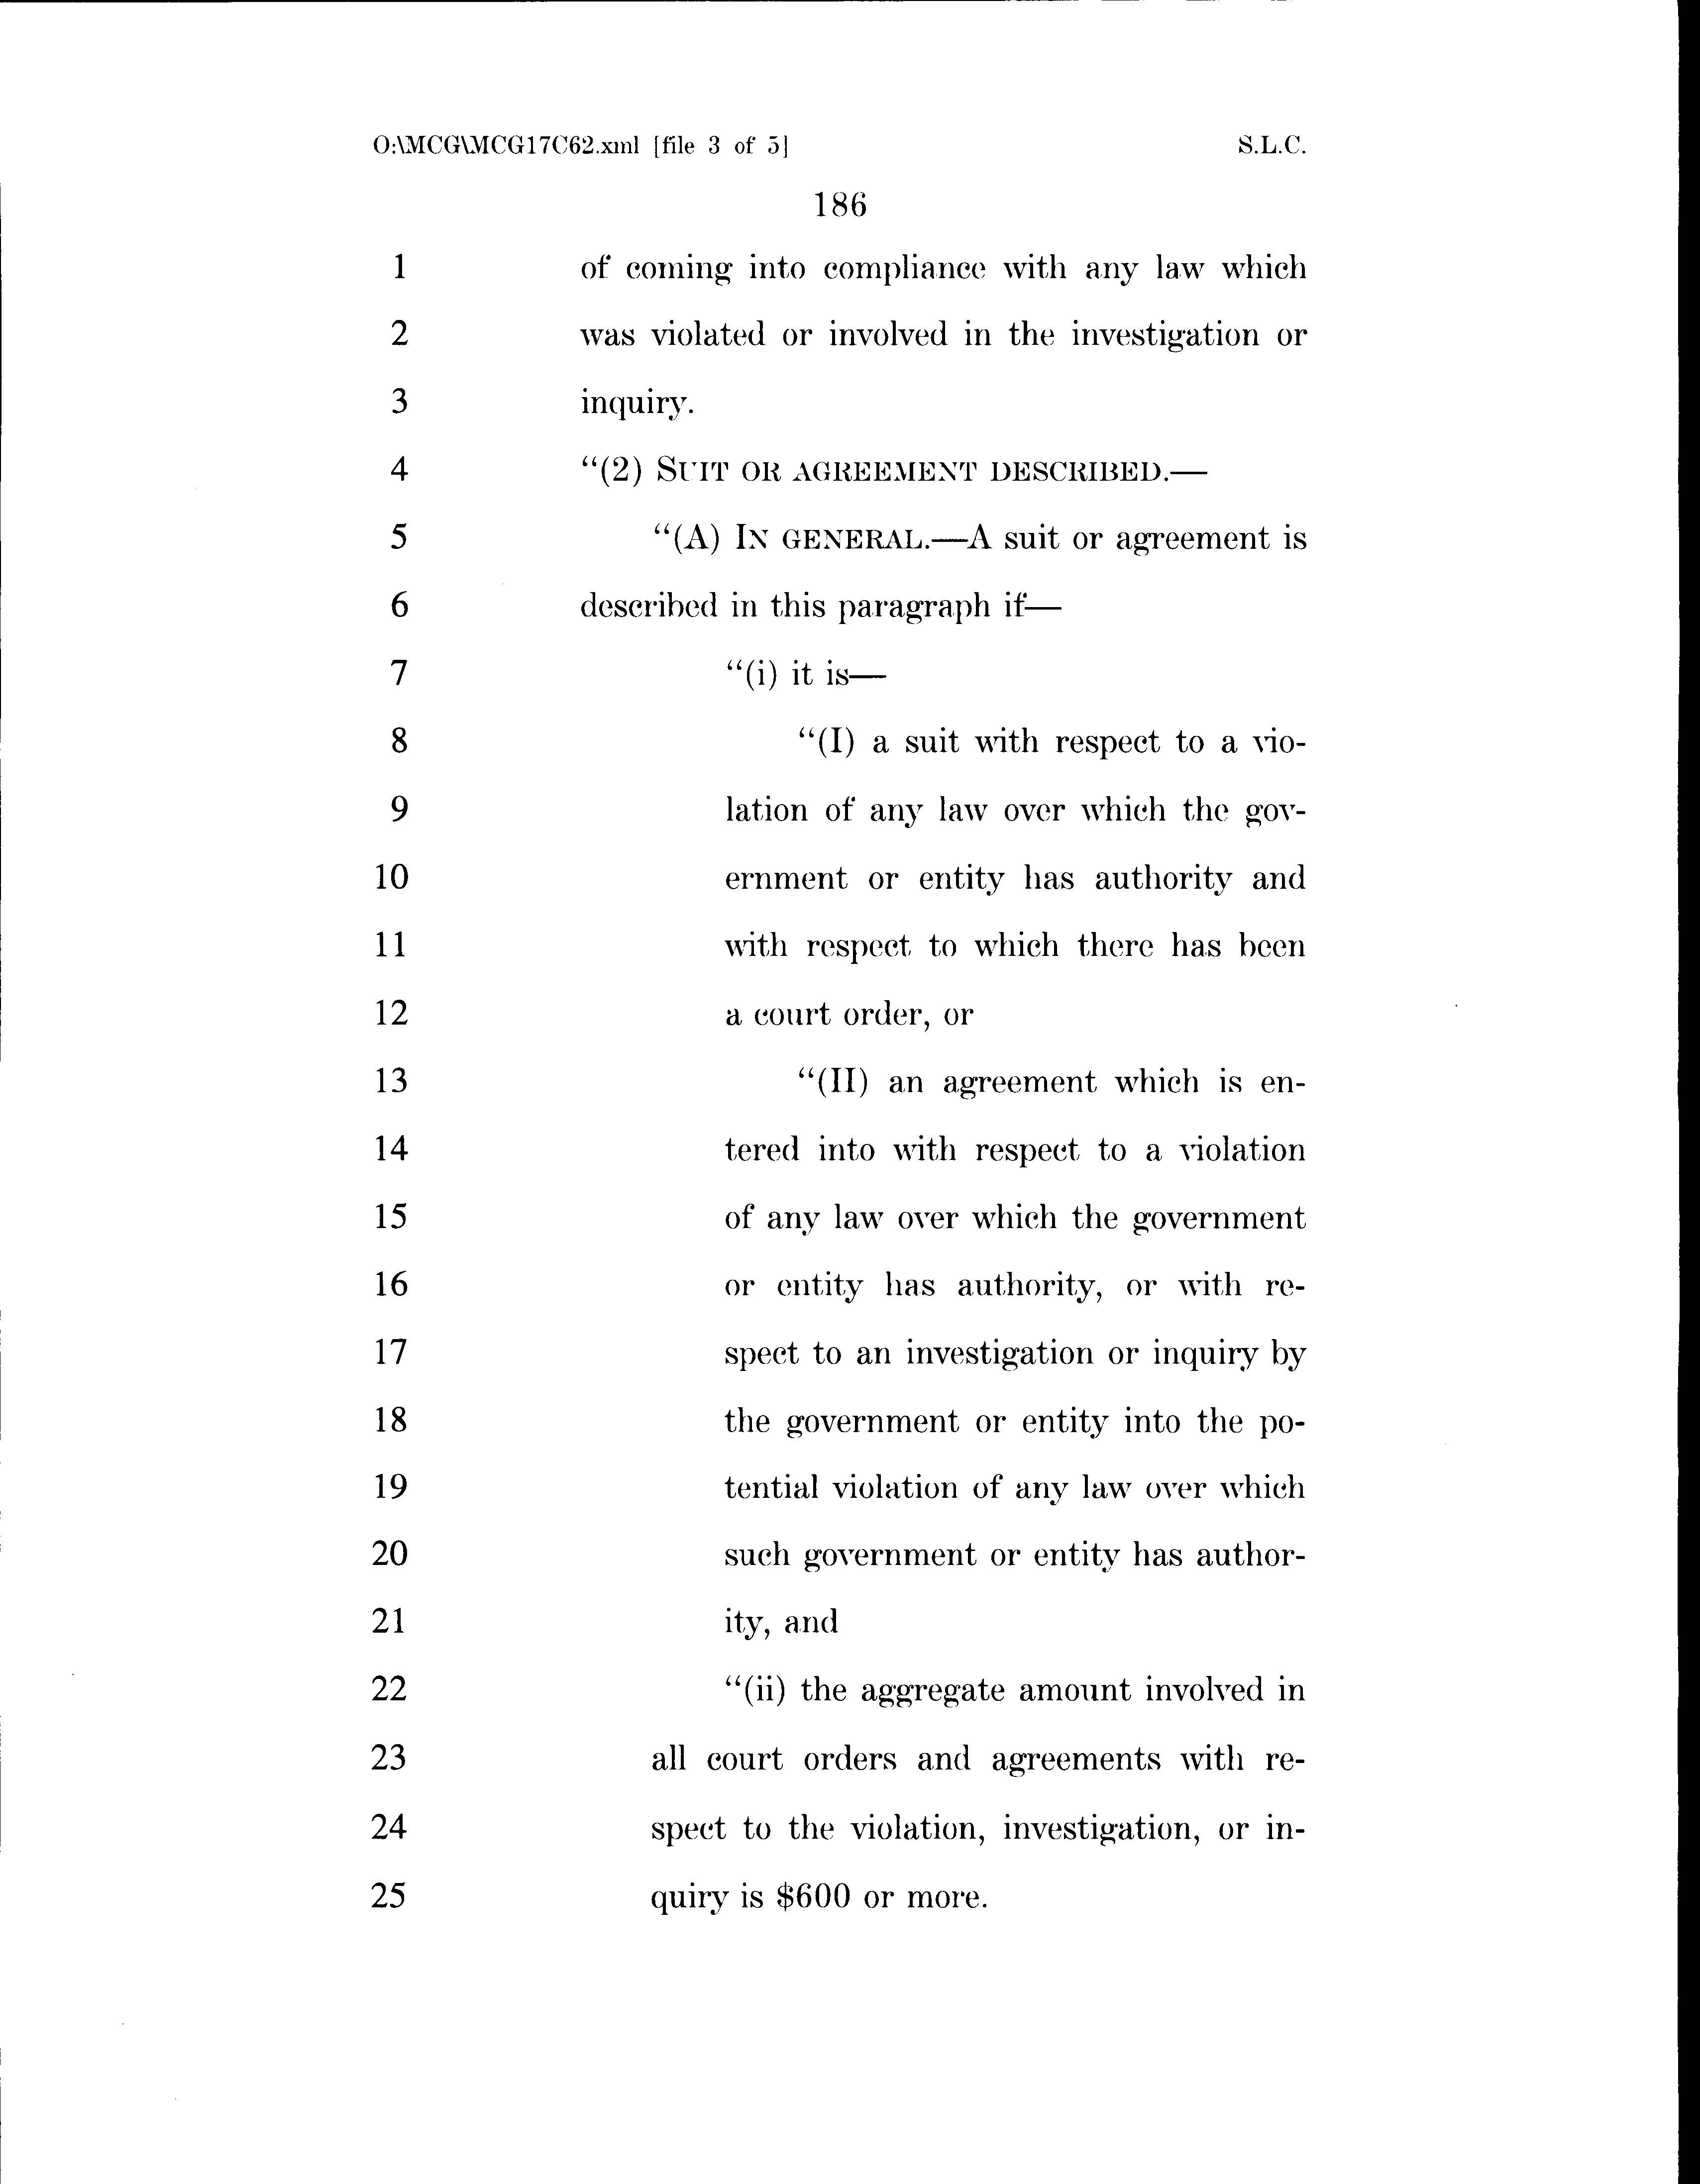 O:\MCG\MCG17C62.xml [file 3 of 5] S.L.C.
186
1 of coming into compliance with any law which
2 was violated or involved in the investigation or
3 inquiry.
4 “(2) SUIT OR AGREEMENT DESCRIBED.—
5 “(A) IN GENERAL.—A suit or agreement is
6 described in this paragraph if—
7 “(i) it is—
8 “(I) a suit with respect to a vio-
9 lation of any law over which the gov-
10 ernment or entity has authority and
11 with respect to which there has been
12 a court order, or
13 “(II) an agreement which is en-
14 tered into with respect to a violation
15 of any law over which the government
16 or entity has authority, or with re-
17 spect to an investigation or inquiry by
18 the government or entity into the po-
19 tential violation of any law over which
20 such government or entity has author-
21 ity, and
22 “(ii) the aggregate amount involved in
23 all court orders and agreements with re-
24 spect to the violation, investigation, or in-
25 quiry is $600 or more.